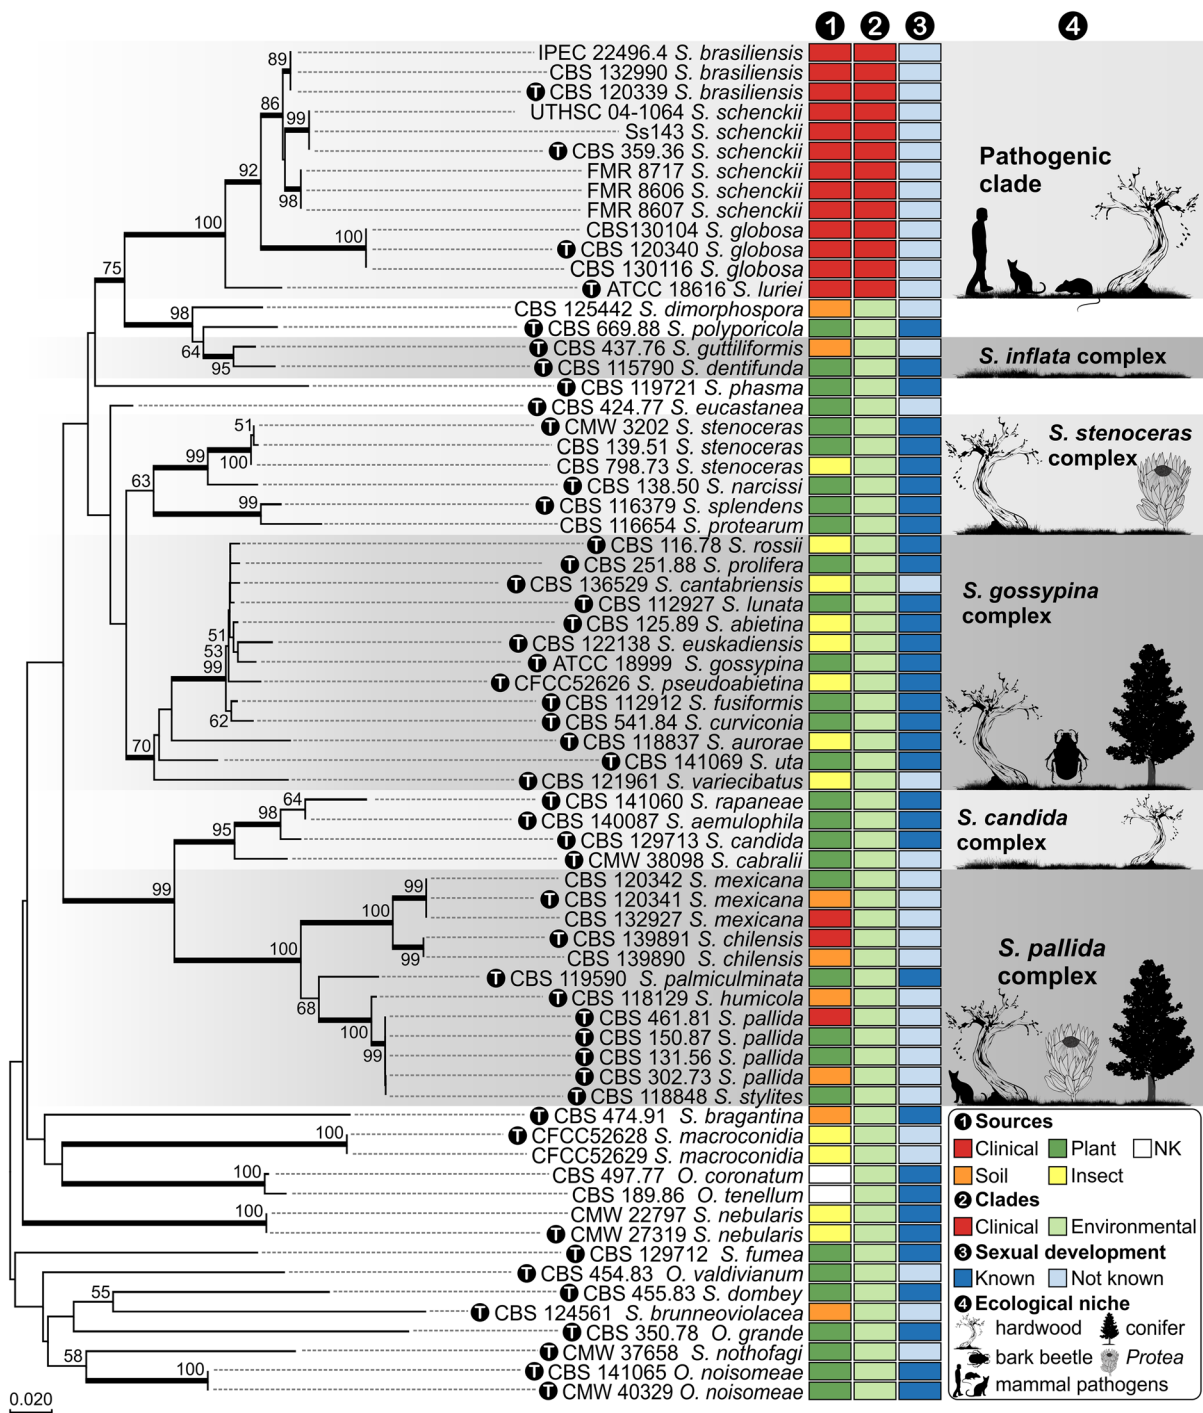 1 2 3 4
IPEC 22496.4 S. brasiliensis
CBS 132990 S. brasiliensis
T CBS 120339 S. brasiliensis
UTHSC 04-1064 S. schenckii
Ss143 S. schenckii
T CBS 359.36 S. schenckii
FMR 8717 S. schenckii
FMR 8606 S. schenckii
FMR 8607 S. schenckii
CBS130104 S. globosa
T CBS 120340 S. globosa
CBS 130116 S. globosa
T ATCC 18616 S. luriei
CBS 125442 S. dimorphospora
T CBS 669.88 S. polyporicola
T CBS 437.76 S. guttiliformis
T CBS 115790 S. dentifunda
T CBS 119721 S. phasma
T CBS 424.77 S. eucastanea
T CMW 3202 S. stenoceras
CBS 139.51 S. stenoceras
CBS 798.73 S. stenoceras
T CBS 138.50 S. narcissi
T CBS 116379 S. splendens
CBS 116654 S. protearum
T CBS 116.78 S. rossii
T CBS 251.88 S. prolifera
T CBS 136529 S. cantabriensis
T CBS 112927 S. lunata
T CBS 125.89 S. abietina
T CBS 122138 S. euskadiensis
T ATCC 18999 S. gossypina
T CFCC52626 S. pseudoabietina
T CBS 112912 S. fusiformis
T CBS 541.84 S. curviconia
T CBS 118837 S. aurorae
T CBS 141069 S. uta
T CBS 121961 S. variecibatus
T CBS 141060 S. rapaneae
T CBS 140087 S. aemulophila
T CBS 129713 S. candida
T CMW 38098 S. cabralii
CBS 120342 S. mexicana
T CBS 120341 S. mexicana
CBS 132927 S. mexicana
T CBS 139891 S. chilensis
CBS 139890 S. chilensis
T CBS 119590 S. palmiculminata
T CBS 118129 S. humicola
T CBS 461.81 S. pallida
T CBS 150.87 S. pallida
T CBS 131.56 S. pallida
T CBS 302.73 S. pallida
T CBS 118848 S. stylites
T CBS 474.91 S. bragantina
T CFCC52628 S. macroconidia
CFCC52629 S. macroconidia
CBS 497.77 O. coronatum
CBS 189.86 O. tenellum
CMW 22797 S. nebularis
T CMW 27319 S. nebularis
T CBS 129712 S. fumea
T CBS 454.83 O. valdivianum
T CBS 455.83 S. dombey
T CBS 124561 S. brunneoviolacea
T CBS 350.78 O. grande
T CMW 37658 S. nothofagi
T CBS 141065 O. noisomeae
T CMW 40329 O. noisomeae
89
86
99
98
92
100
100
75
98
64
95
51
99
100
63
99
51
53
99
62
70
64
98
95
99
99
100
99
100
68
100
99
100
100
100
55
58
100
0.020
Pathogenic
clade
S. inflata complex
S. stenoceras
complex
S. gossypina
complex
S. candida
complex
S. pallida
complex
1 Sources
Clinical Plant NK
Soil Insect
2 Clades
Clinical Environmental
3 Sexual development
Known Not known
4 Ecological niche
hardwood conifer
bark beetle Protea
mammal pathogens